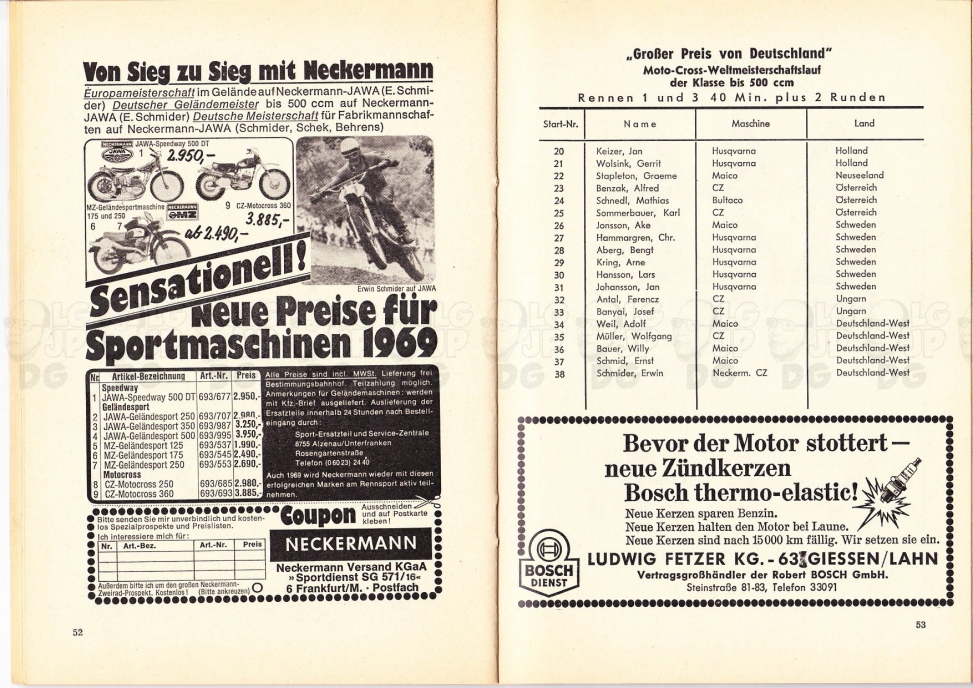 Von Sieg zu Sieg mit Neckermann
Europameisterschaft im Gelände auf Neckermann-JAWA (E. Schmi-
der) Deutscher Geländemeister bis 500 ccm auf Neckermann-
JAWA (E. Schmider) Deutsche Meisterschaft für Fabrikmannschaf-
ten auf Neckermann-JAWA (Schmider, Schek, Behrens)
NECKERMANN JAWA
JAWA-Speedway 500 DT
1 2.950,-
MZ-Geländesportmaschine
175 und 250
6 7
NECKERMANN MZ
9 CZ-Motocross 360
3.885,-
ab 2.490,-
Erwin Schmider auf JAWA
Sensationell!
Neue Preise für
Sportmaschinen 1969
Nr. Artikel-Bezeichnung Art.-Nr. Preis
Speedway
1 JAWA-Speedway 500 DT 693/677 2.950,-
Geländesport
2 JAWA-Geländesport 250 693/707 2.980,-
3 JAWA-Geländesport 350 693/987 3.250,-
4 JAWA-Geländesport 500 693/995 3.950,-
5 MZ-Geländesport 125 693/537 1.990,-
6 MZ-Geländesport 175 693/545 2.490,-
7 MZ-Geländesport 250 693/553 2.690,-
Motocross
8 CZ-Motocross 250 693/685 2.980,-
9 CZ-Motocross 360 693/693 3.885,-
Alle Preise sind incl. MWSt. Lieferung frei
Bestimmungsbahnhof. Teilzahlung möglich.
Anmerkungen für Geländemaschinen: werden
mit Kfz.-Brief ausgeliefert. Auslieferung der
Ersatzteile innerhalb 24 Stunden nach Bestell-
eingang durch:
Sport-Ersatzteil und Service-Zentrale
8755 Alzenau/Unterfranken
Rosengartenstraße
Telefon (0 60 23) 24 40
Auch 1969 wird Neckermann wieder mit diesen
erfolgreichen Marken am Rennsport aktiv teil-
nehmen.
Bitte senden Sie mir unverbindlich und kosten-
los Spezialprospekte und Preislisten.
Ich interessiere mich für:
Nr. Art.-Bez. Art.-Nr. Preis
Außerdem bitte ich um den großen Neckermann-
Zweirad-Prospekt. Kostenlos! (Bitte ankreuzen)
Coupon
Ausschneiden
und auf Postkarte
kleben!
NECKERMANN
Neckermann Versand KGaA
»Sportdienst SG 571/16«
6 Frankfurt/M. · Postfach
52
„Großer Preis von Deutschland"
Moto-Cross-Weltmeisterschaftslauf
der Klasse bis 500 ccm
Rennen 1 und 3 40 Min. plus 2 Runden
Start-Nr. Name Maschine Land
20 Keizer, Jan Husqvarna Holland
21 Wolsink, Gerrit Husqvarna Holland
22 Stapleton, Graeme Maico Neuseeland
23 Benzak, Alfred CZ Österreich
24 Schnedl, Mathias Bultaco Österreich
25 Sommerbauer, Karl CZ Österreich
26 Jonsson, Ake Maico Schweden
27 Hammargren, Chr. Husqvarna Schweden
28 Aberg, Bengt Husqvarna Schweden
29 Kring, Arne Husqvarna Schweden
30 Hansson, Lars Husqvarna Schweden
31 Johansson, Jan Husqvarna Schweden
32 Antal, Ferencz CZ Ungarn
33 Banyai, Josef CZ Ungarn
34 Weil, Adolf Maico Deutschland-West
35 Müller, Wolfgang CZ Deutschland-West
36 Bauer, Willy Maico Deutschland-West
37 Schmid, Ernst Maico Deutschland-West
38 Schmider, Erwin Neckerm. CZ Deutschland-West
Bevor der Motor stottert –
neue Zündkerzen
Bosch thermo-elastic!
Neue Kerzen sparen Benzin.
Neue Kerzen halten den Motor bei Laune.
Neue Kerzen sind nach 15 000 km fällig. Wir setzen sie ein.
BOSCH
DIENST
LUDWIG FETZER KG. - 63 GIESSEN/LAHN
Vertragsgroßhändler der Robert BOSCH GmbH.
Steinstraße 81-83, Telefon 33091
53